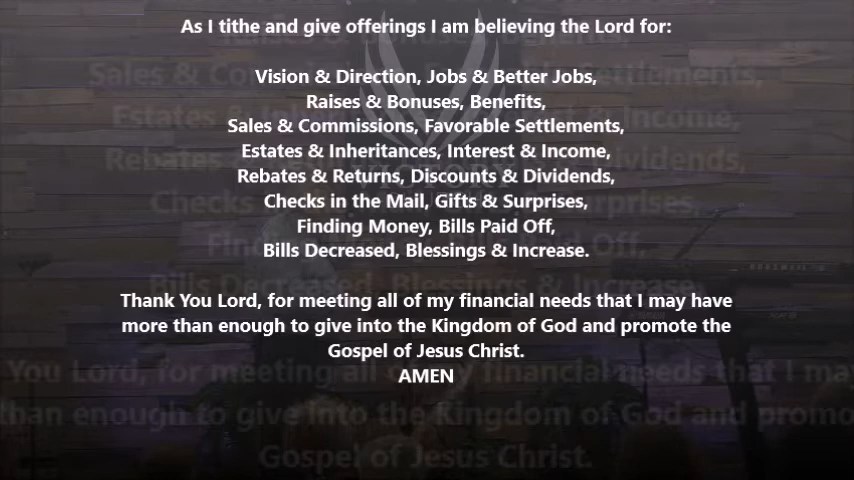 As I tithe and give offerings I am believing the Lord for:
Vision & Direction, Jobs & Better Jobs,
Raises & Bonuses, Benefits,
Sales & Commissions, Favorable Settlements,
Estates & Inheritances, Interest & Income,
Rebates & Returns, Discounts & Dividends,
Checks in the Mail, Gifts & Surprises,
Finding Money, Bills Paid Off,
Bills Decreased, Blessings & Increase.
Thank You Lord, for meeting all of my financial needs that I may have
more than enough to give into the Kingdom of God and promote the
Gospel of Jesus Christ.
AMEN